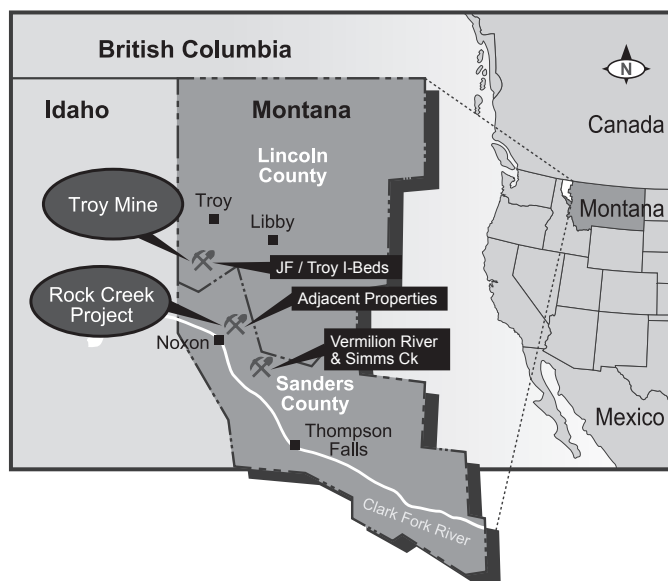 British Columbia
N
Idaho
Montana
Canada
Lincoln
County
Troy Mine
Troy
Libby
Montana
JF / Troy I-Beds
Rock Creek
Project
Adjacent Properties
Noxon
Vermilion River
& Simms Ck
Sanders
County
Mexico
Thompson
Falls
Clark Fork River